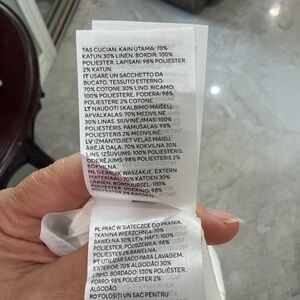 TAS CUCIAN. KAIN UTAMA: 70%
KATUN 30% LINEN. BORDIR: 100%
POLIESTER. LAPISAN: 98% POLIESTER
2% KATUN.
IT USARE UN SACCHETTO DA
BUCATO. TESSUTO ESTERNO:
70% COTONE 30% LINO. RICAMO:
100% POLIESTERE. FODERA: 98%
POLIESTERE 2% COTONE.
LT NAUDOTI SKALBIMO MAIŠELĮ.
APVALKALAS: 70% MEDVILNĖ
30% LINAS. SIUVINĖJIMAS: 100%
POLIESTERIS. PAMUŠALAS: 98%
POLIESTERIS 2% MEDVILNĖ.
LV IZMANTOJIET VEĻAS MAISU.
ĀRĒJĀ DAĻA: 70% KOKVILNA 30%
LINS. IZŠUVUMS: 100% POLIESTERIS.
ODERĒJUMS: 98% POLIESTERIS 2%
KOKVILNA.
NL GEBRUIK WASZAKJE. EXTERN
MATERIAAL: 70% KATOEN 30%
LINNEN. BORDUURSEL: 100%
POLYESTER. VOERING: 98%
2% KATOEN.
PL PRAĆ W SIATECZCE DO PRANIA.
TKANINA WIERZCHNIA: 70%
BAWEŁNA 30% LEN. HAFT: 100%
POLIESTER. PODSZEWKA: 98%
POLIESTER 2% BAWEŁNA.
PT UTILIZAR SACO PARA LAVAGEM.
EXTERIOR: 70% ALGODÃO 30%
LINHO. BORDADO: 100% POLIÉSTER.
FORRO: 98% POLIÉSTER 2%
ALGODÃO.
RO FOLOSIȚI UN SAC PENTRU